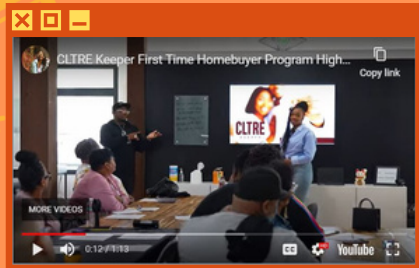 CLTRE Keeper First Time Homebuyer Program High...
Copy link
CLTRE
MORE VIDEOS
0:12 / 1:13
CC
YouTube